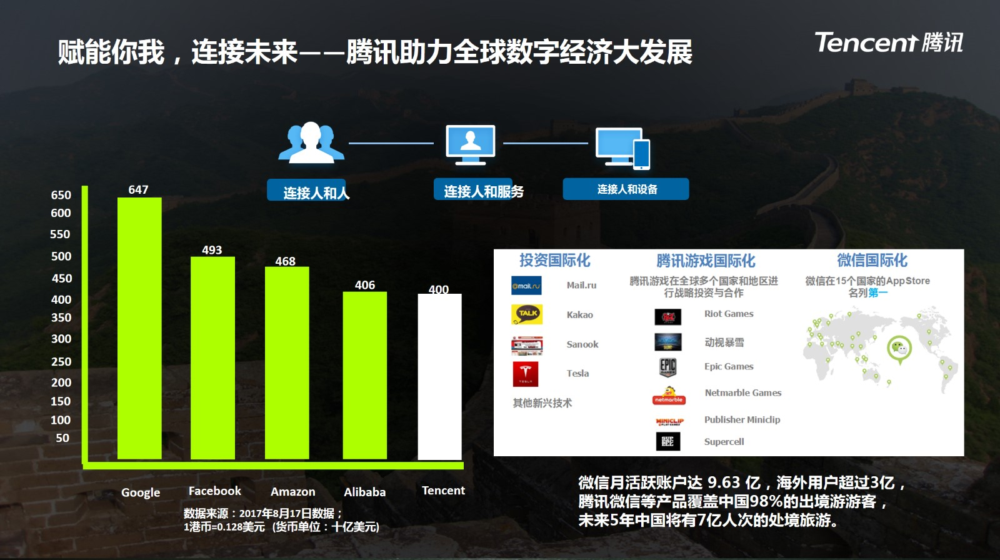 赋能你我，连接未来——腾讯助力全球数字经济大发展
Tencent 腾讯
连接人和人
连接人和服务
连接人和设备
650
600
550
500
450
400
350
300
250
200
150
100
50
647
493
468
406
400
Google
Facebook
Amazon
Alibaba
Tencent
数据来源：2017年8月17日数据；
1港币=0.128美元 (货币单位：十亿美元)
投资国际化
@mail.ru
Mail.ru
TALK
Kakao
Sanook
TESLA
Tesla
其他新兴技术
腾讯游戏国际化
腾讯游戏在全球多个国家和地区进
行战略投资与合作
Riot Games
动视暴雪
EPIC
GAMES
Epic Games
netmarble
Netmarble Games
MINICLIP
Publisher Miniclip
SUP
ERC
ELL
Supercell
微信国际化
微信在15个国家的AppStore
名列第一
微信月活跃账户达 9.63 亿，海外用户超过3亿，
腾讯微信等产品覆盖中国98%的出境游游客，
未来5年中国将有7亿人次的处境旅游。